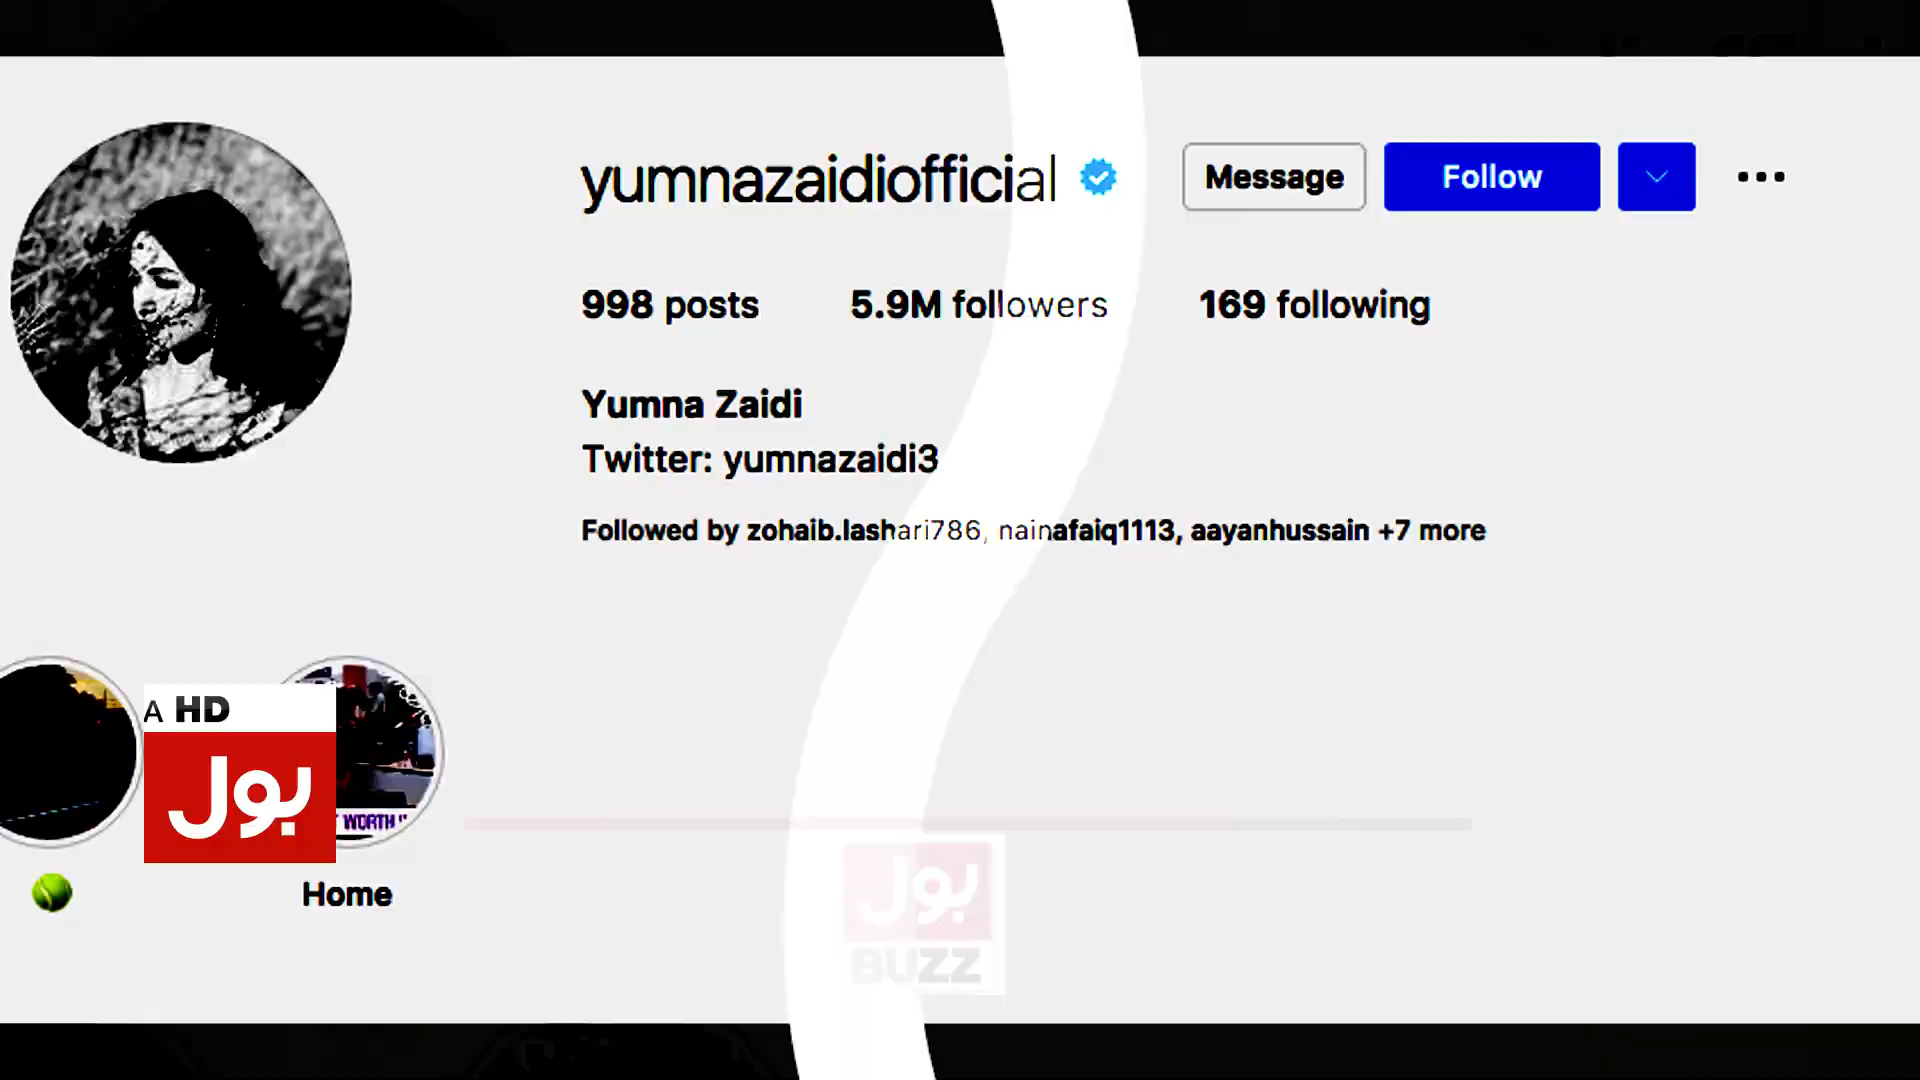 yumnazaidiofficial
Message
Follow
998 posts
5.9M followers
169 following
Yumna Zaidi
Twitter: yumnazaidi3
Followed by zohaib.lashari786, nainafaiq1113, aayanhussain +7 more
A HD
بول
WORTH
Home
بول
BUZZ